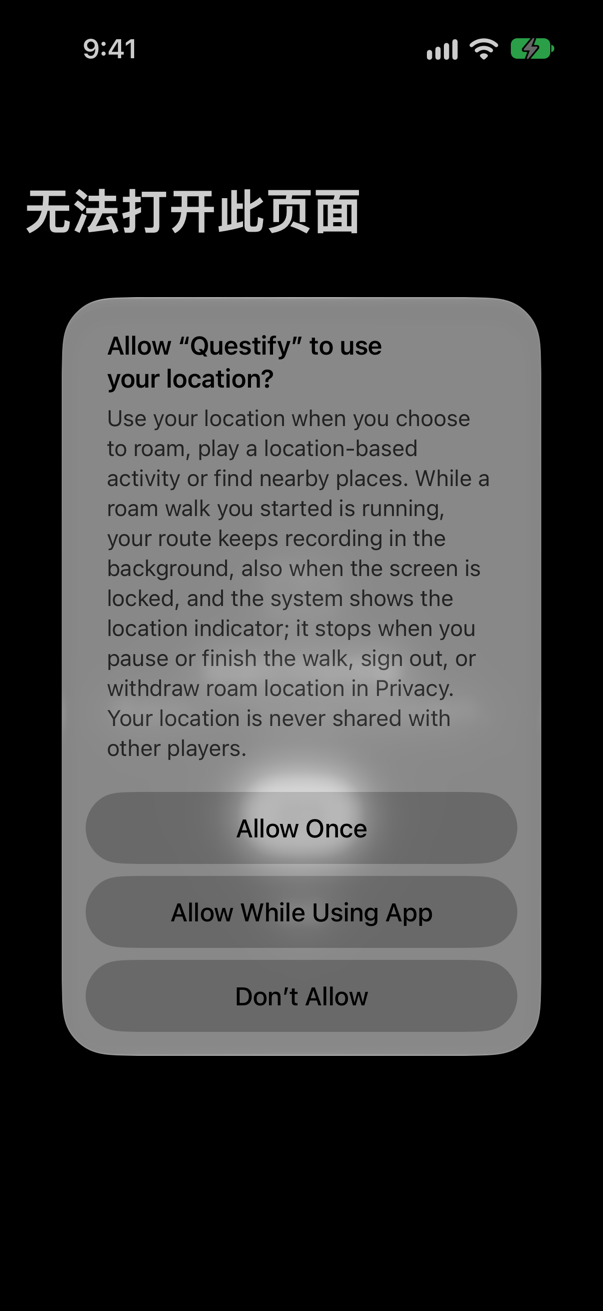 9:41
无法打开此页面
Allow “Questify” to use
your location?
Use your location when you choose
to roam, play a location-based
activity or find nearby places. While a
roam walk you started is running,
your route keeps recording in the
background, also when the screen is
locked, and the system shows the
location indicator; it stops when you
pause or finish the walk, sign out, or
withdraw roam location in Privacy.
Your location is never shared with
other players.
Allow Once
Allow While Using App
Don’t Allow